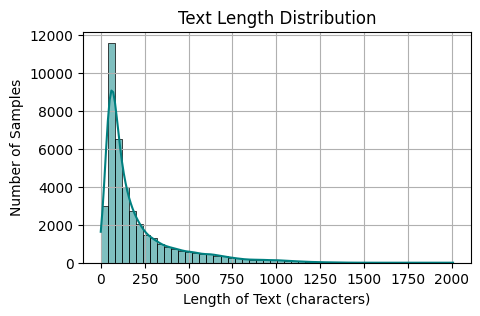 Text Length Distribution
12000
10000
8000
6000
4000
2000
0
Number of Samples
0 250 500 750 1000 1250 1500 1750 2000
Length of Text (characters)